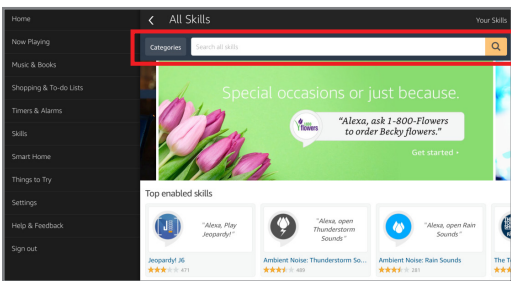 Home
Now Playing
Music & Books
Shopping & To-do Lists
Timers & Alarms
Skills
Smart Home
Things to Try
Settings
Help & Feedback
Sign out
< All Skills
Your Skills
Categories
Search all skills
Special occasions or just because.
flowers
"Alexa, ask 1-800-Flowers
to order Becky flowers."
Get started
Top enabled skills
"Alexa, Play
Jeopardy!"
Jeopardy! J6
471
"Alexa, open
Thunderstorm
Sounds"
Ambient Noise: Thunderstorm So...
469
"Alexa, open Rain
Sounds"
Ambient Noise: Rain Sounds
281